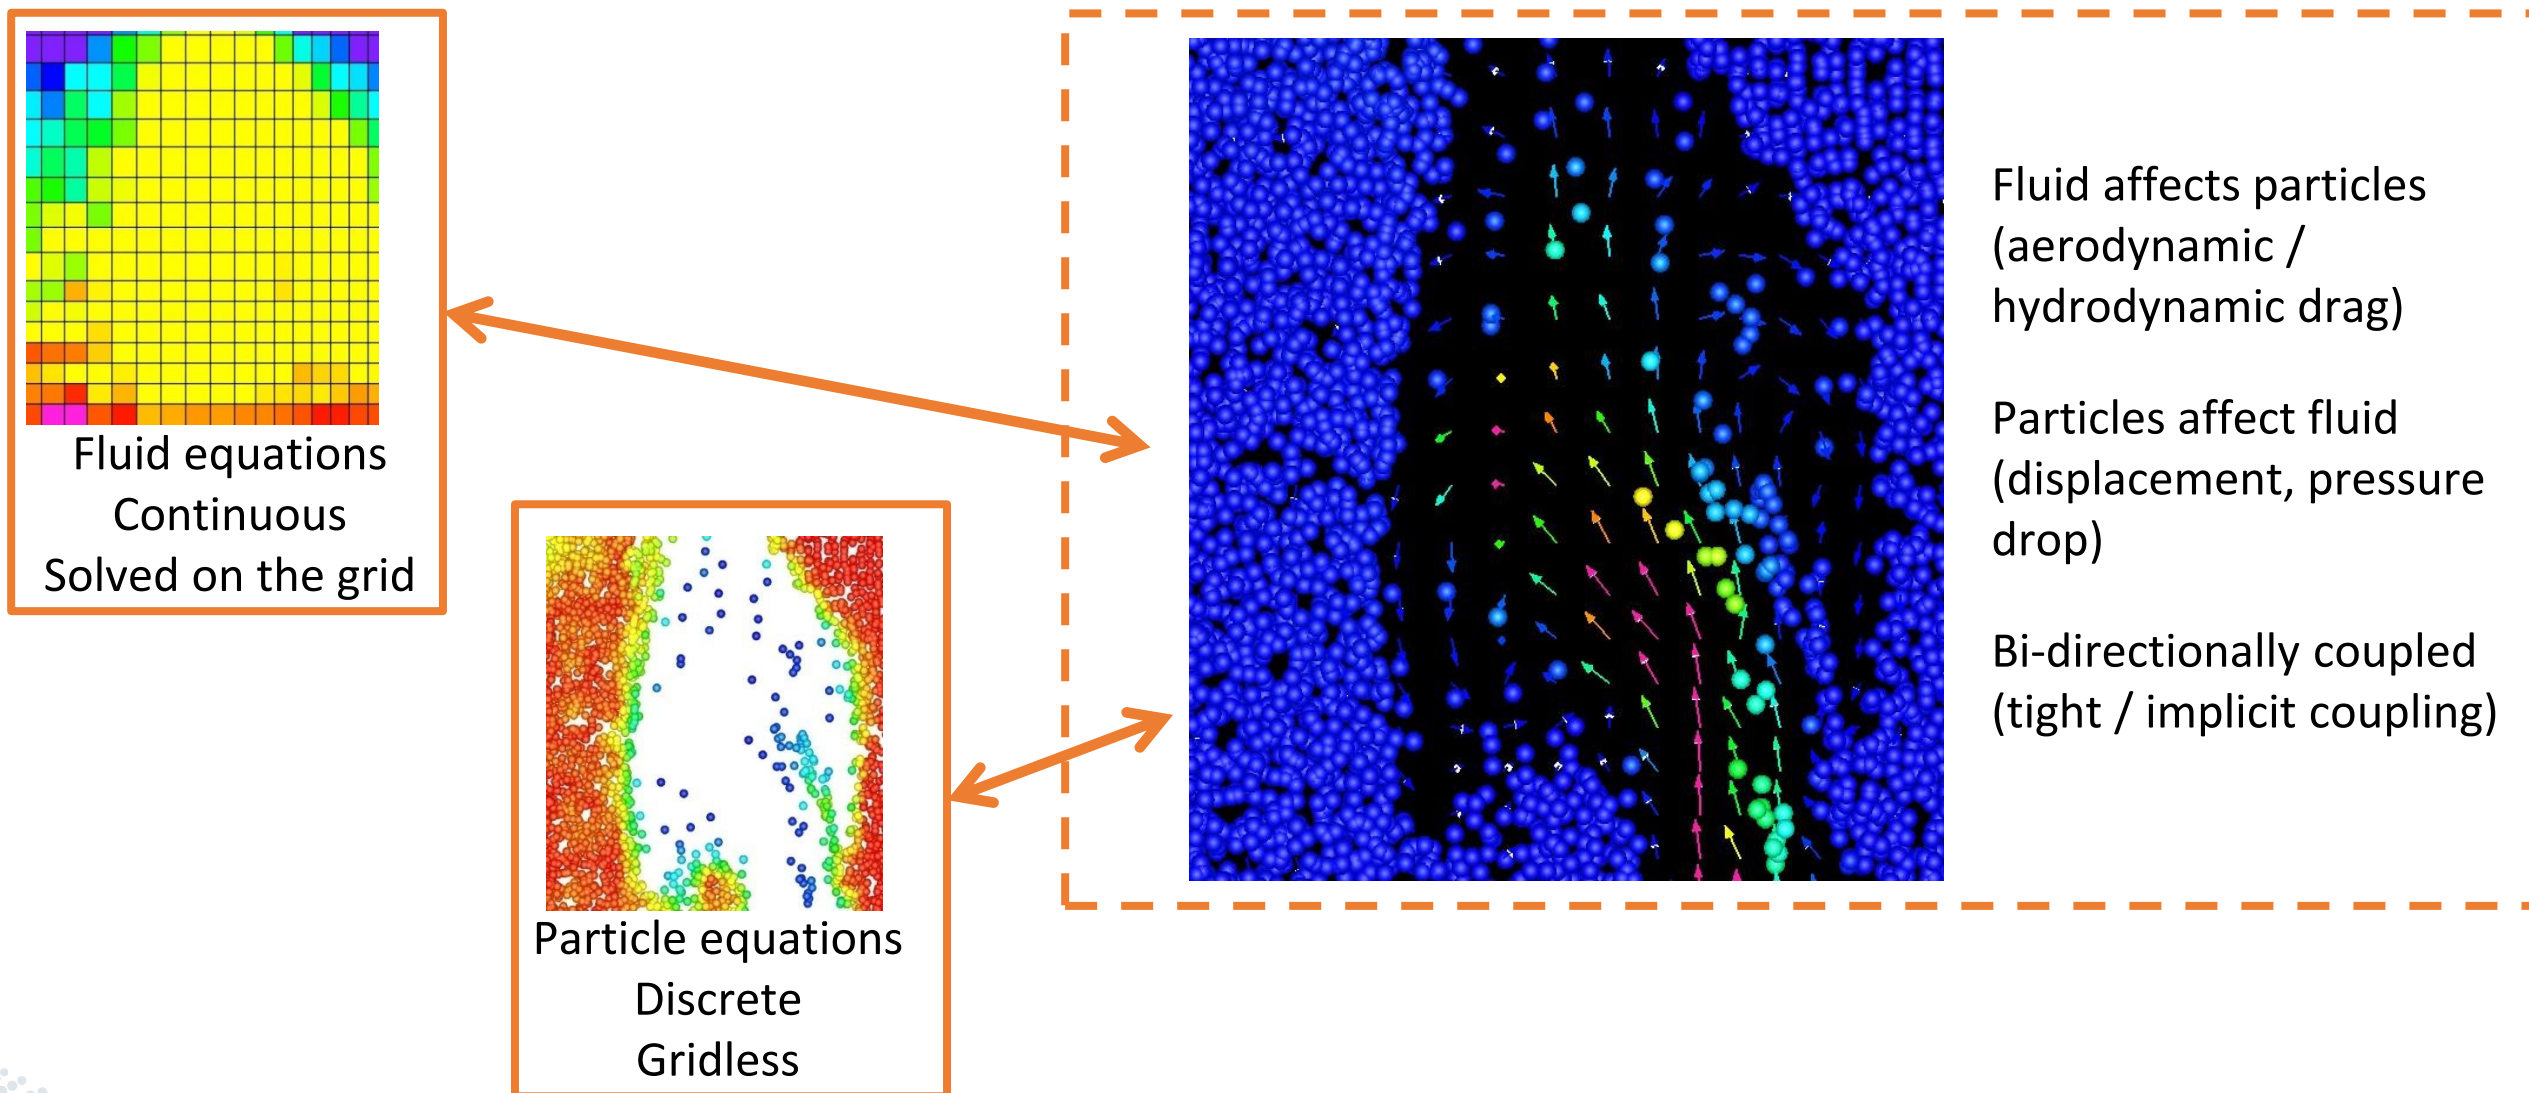 Fluid equations
Continuous
Solved on the grid
Particle equations
Discrete
Gridless
Fluid affects particles
(aerodynamic /
hydrodynamic drag)
Particles affect fluid
(displacement, pressure
drop)
Bi-directionally coupled
(tight / implicit coupling)